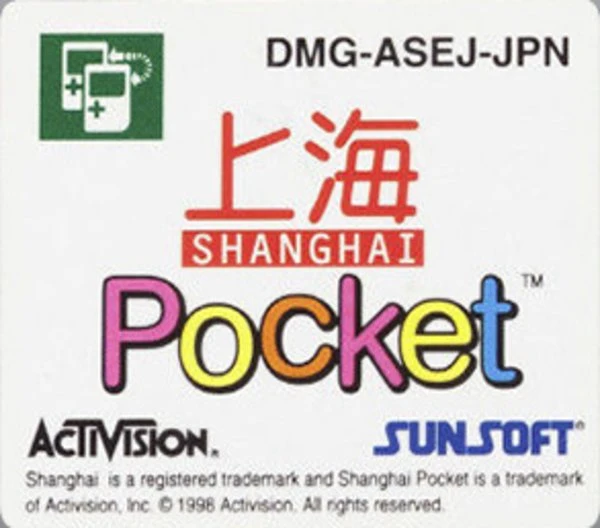 DMG-ASEJ-JPN
上海
SHANGHAI
Pocket™
ACTIVISION.
SUNSOFT®
Shanghai is a registered trademark and Shanghai Pocket is a trademark
of Activision, Inc. © 1998 Activision. All rights reserved.